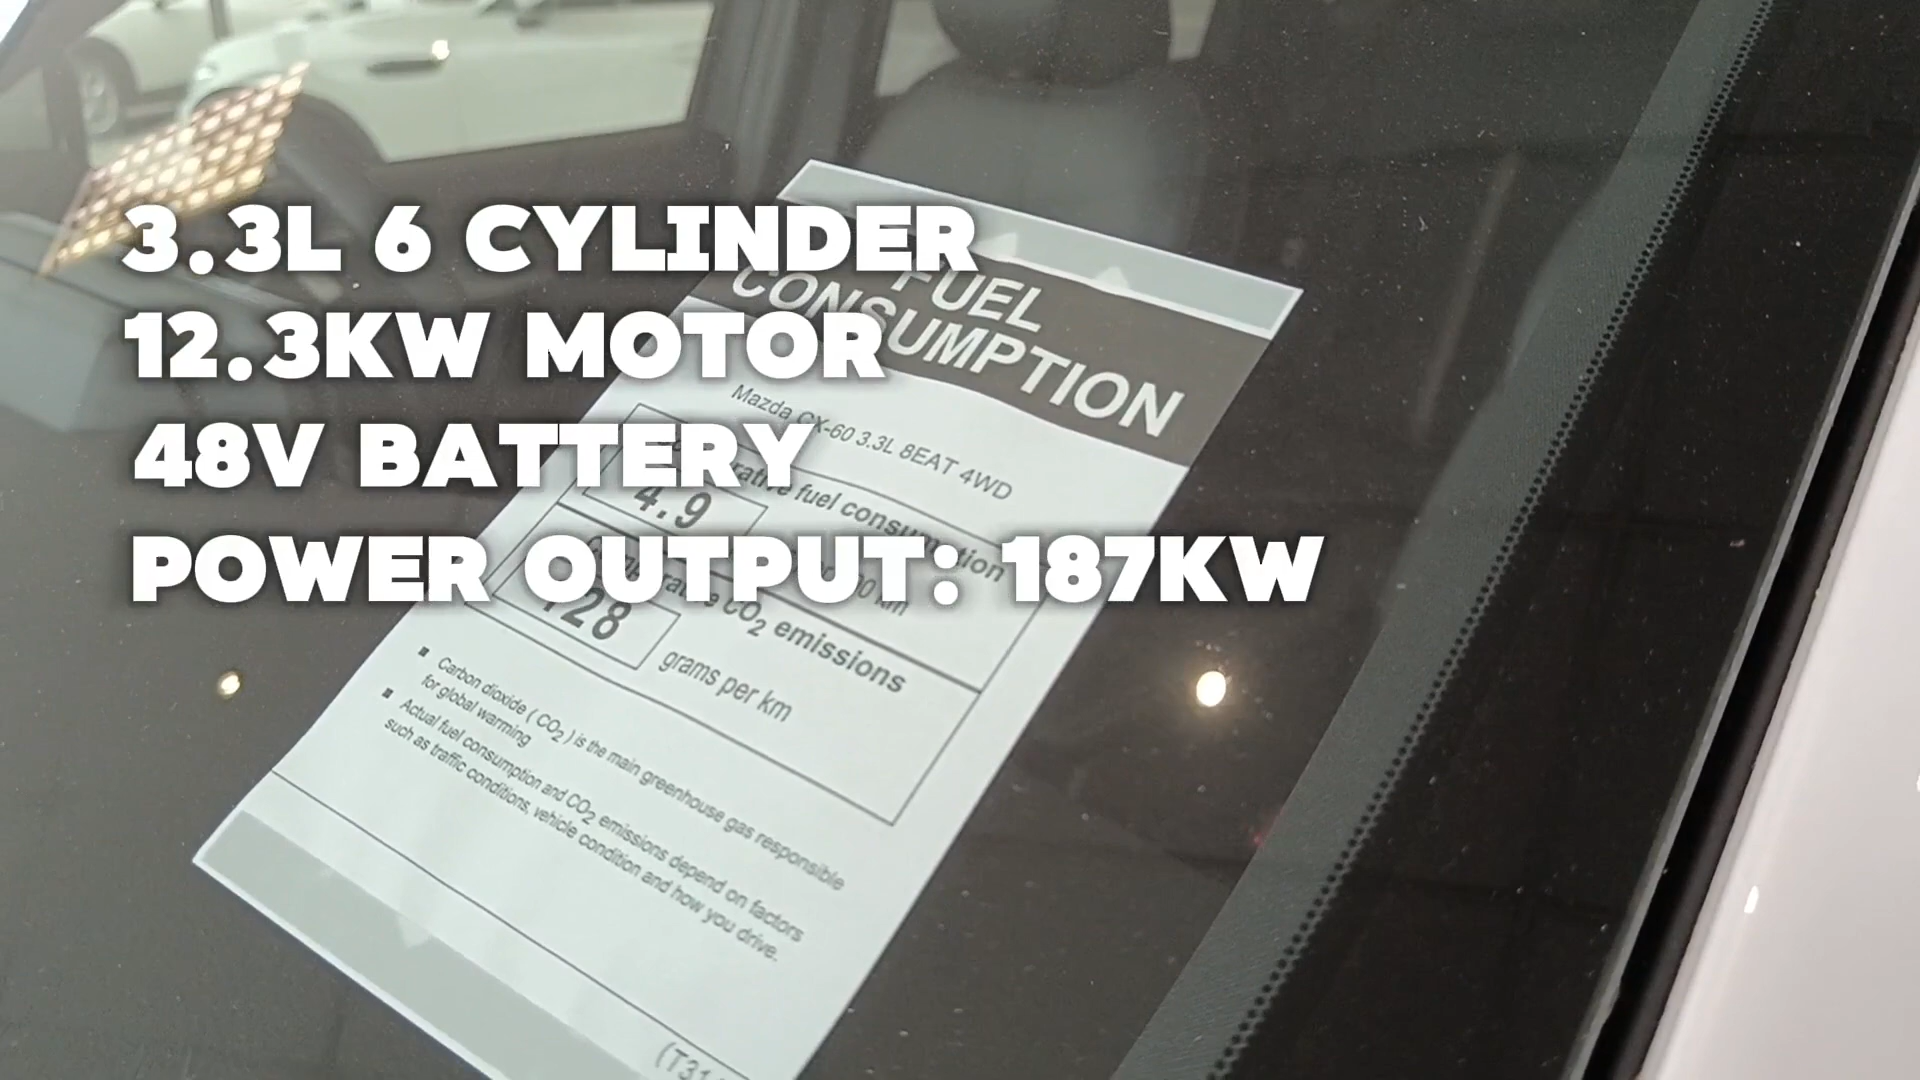 3.3L 6 CYLINDER
12.3KW MOTOR
48V BATTERY
POWER OUTPUT: 187KW
FUEL
CONSUMPTION
Mazda CX-60 3.3L 8EAT 4WD
fuel consumption
4.9
km
CO2 emissions
128
grams per km
▪ Carbon dioxide ( CO2 ) is the main greenhouse gas responsible
for global warming
▪ Actual fuel consumption and CO2 emissions depend on factors
such as traffic conditions, vehicle condition and how you drive.